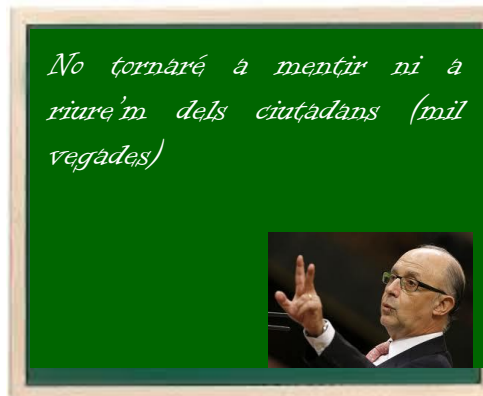 No tornaré a mentir ni a
riure'm dels ciutadans (mil
vegades)